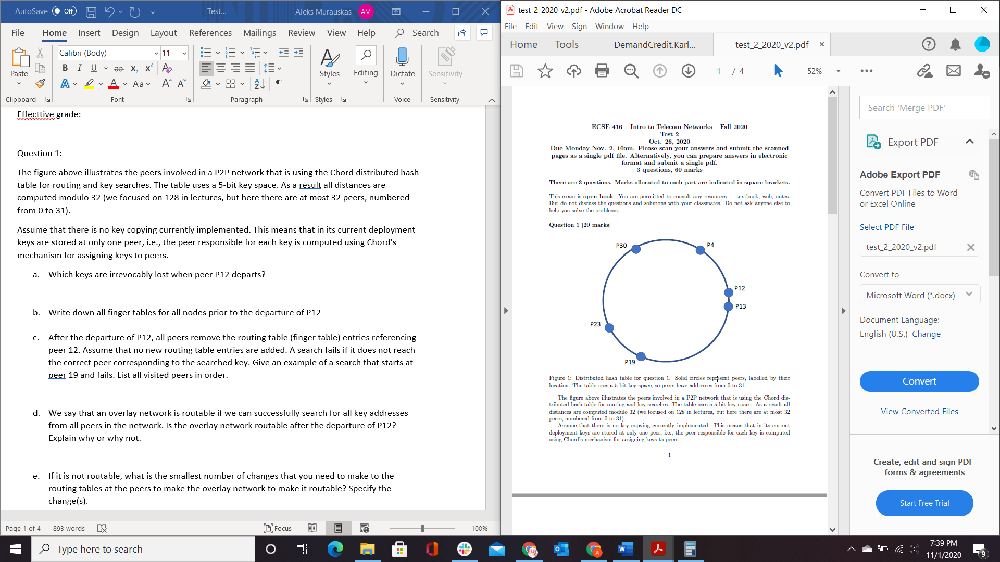 AutoSave Off Test... Aleks Murauskas AM
File Home Insert Design Layout References Mailings Review View Help Search
Calibri (Body) 11
B I U ab x2 x2 A
A A Aa A A
Paste Styles Editing Dictate Sensitivity
Clipboard Font Paragraph Styles Voice Sensitivity
Effecttive grade:
Question 1:
The figure above illustrates the peers involved in a P2P network that is using the Chord distributed hash
table for routing and key searches. The table uses a 5-bit key space. As a result all distances are
computed modulo 32 (we focused on 128 in lectures, but here there are at most 32 peers, numbered
from 0 to 31).
Assume that there is no key copying currently implemented. This means that in its current deployment
keys are stored at only one peer, i.e., the peer responsible for each key is computed using Chord's
mechanism for assigning keys to peers.
a. Which keys are irrevocably lost when peer P12 departs?
b. Write down all finger tables for all nodes prior to the departure of P12
c. After the departure of P12, all peers remove the routing table (finger table) entries referencing
peer 12. Assume that no new routing table entries are added. A search fails if it does not reach
the correct peer corresponding to the searched key. Give an example of a search that starts at
peer 19 and fails. List all visited peers in order.
d. We say that an overlay network is routable if we can successfully search for all key addresses
from all peers in the network. Is the overlay network routable after the departure of P12?
Explain why or why not.
e. If it is not routable, what is the smallest number of changes that you need to make to the
routing tables at the peers to make the overlay network to make it routable? Specify the
change(s).
Page 1 of 4 893 words Focus 100%
test_2_2020_v2.pdf - Adobe Acrobat Reader DC
File Edit View Sign Window Help
Home Tools DemandCredit.Karl... test_2_2020_v2.pdf
1 / 4 52%
ECSE 416 – Intro to Telecom Networks – Fall 2020
Test 2
Oct. 26, 2020
Due Monday Nov. 2, 10am. Please scan your answers and submit the scanned
pages as a single pdf file. Alternatively, you can prepare answers in electronic
format and submit a single pdf.
3 questions, 60 marks
There are 3 questions. Marks allocated to each part are indicated in square brackets.
This exam is open book. You are permitted to consult any resources — textbook, web, notes.
But do not discuss the questions and solutions with your classmates. Do not ask anyone else to
help you solve the problems.
Question 1 [20 marks]
P30 P4
P12
P13
P23
P19
Figure 1: Distributed hash table for question 1. Solid circles represent peers, labelled by their
location. The table uses a 5-bit key space, so peers have addresses from 0 to 31.
The figure above illustrates the peers involved in a P2P network that is using the Chord dis-
tributed hash table for routing and key searches. The table uses a 5-bit key space. As a result all
distances are computed modulo 32 (we focused on 128 in lectures, but here there are at most 32
peers, numbered from 0 to 31).
Assume that there is no key copying currently implemented. This means that in its current
deployment keys are stored at only one peer, i.e., the peer responsible for each key is computed
using Chord's mechanism for assigning keys to peers.
1
Search 'Merge PDF'
Export PDF
Adobe Export PDF
Convert PDF Files to Word
or Excel Online
Select PDF File
test_2_2020_v2.pdf
Convert to
Microsoft Word (*.docx)
Document Language:
English (U.S.) Change
Convert
View Converted Files
Create, edit and sign PDF
forms & agreements
Start Free Trial
Type here to search
7:39 PM
11/1/2020
9